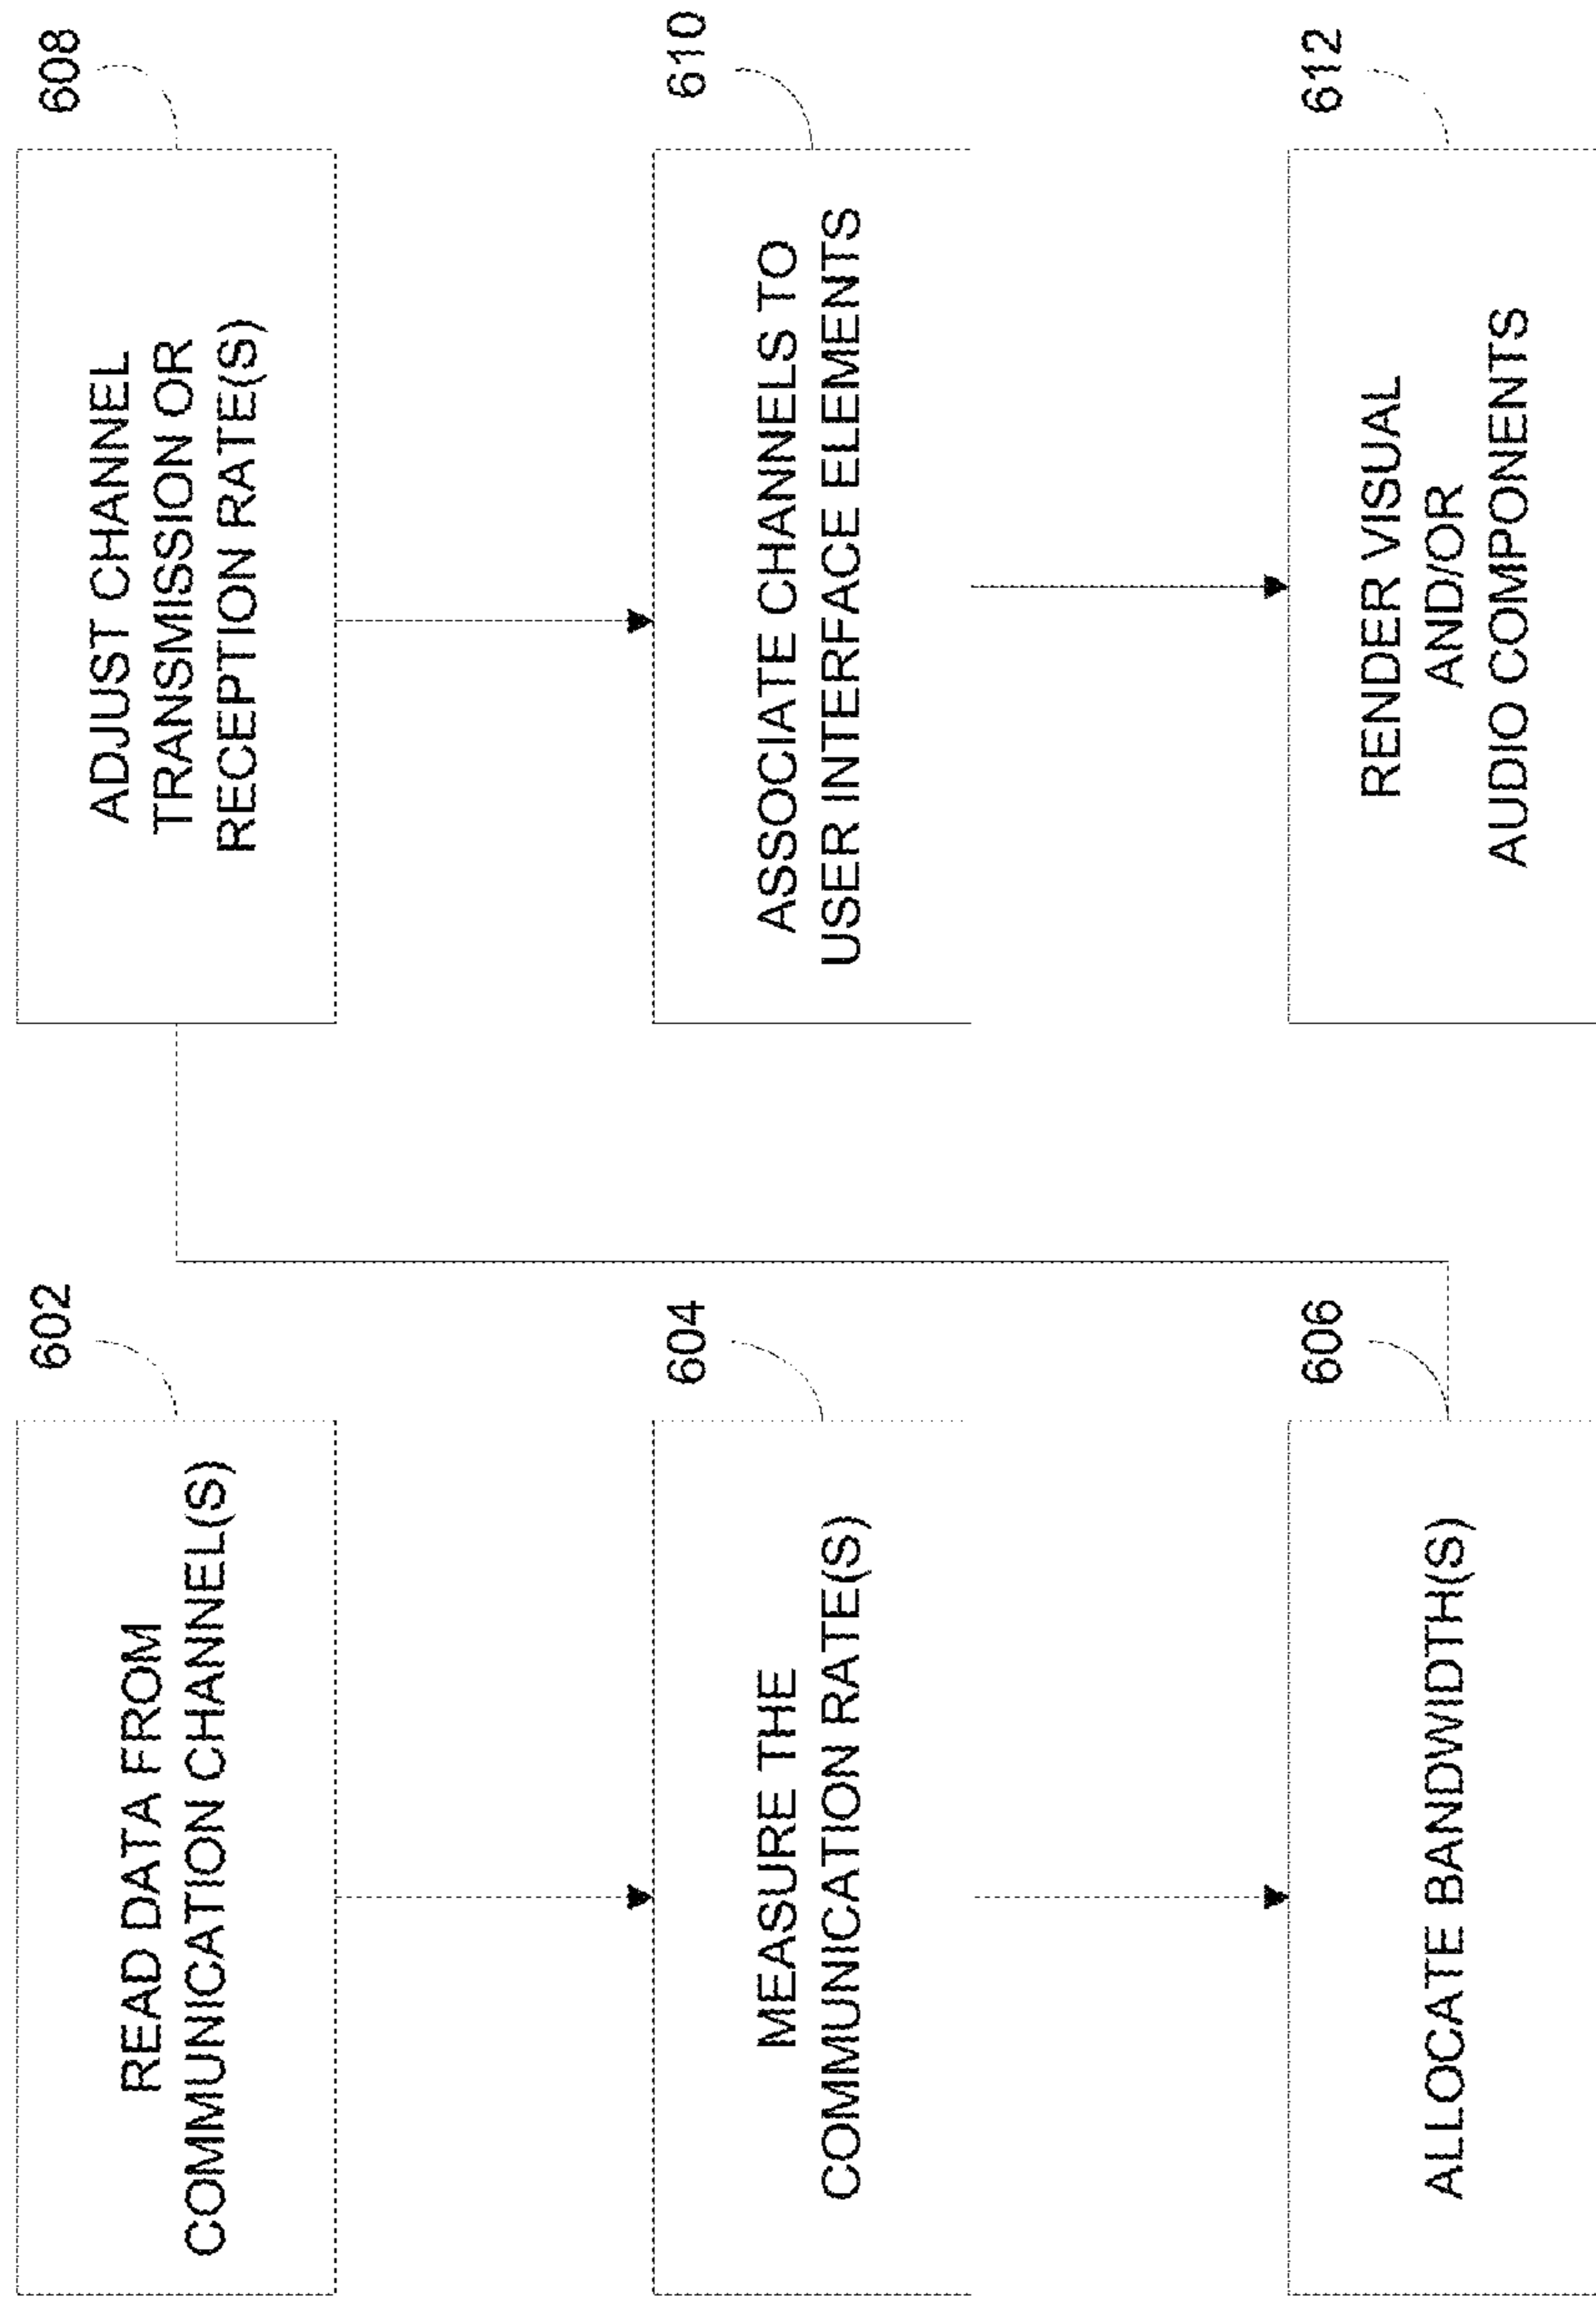 602
READ DATA FROM
COMMUNICATION CHANNEL(S)
604
MEASURE THE
COMMUNICATION RATE(S)
606
ALLOCATE BANDWIDTH(S)
608
ADJUST CHANNEL
TRANSMISSION OR
RECEPTION RATE(S)
610
ASSOCIATE CHANNELS TO
USER INTERFACE ELEMENTS
612
RENDER VISUAL
AND/OR
AUDIO COMPONENTS